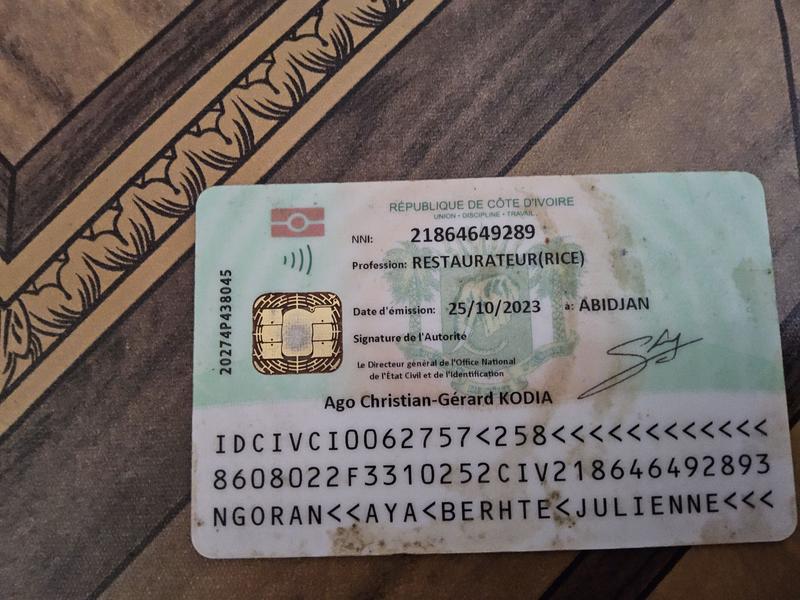 RÉPUBLIQUE DE CÔTE D'IVOIRE
UNION - DISCIPLINE - TRAVAIL
NNI: 21864649289
Profession: RESTAURATEUR(RICE)
Date d'émission: 25/10/2023 à: ABIDJAN
Signature de l'Autorité
Le Directeur général de l'Office National
de l'État Civil et de l'Identification
Ago Christian-Gérard KODIA
20274P438045
IDCIVCI0062757<258<<<<<<<<<<<<
8608022F3310252CIV218646492893
NGORAN<<AYA<BERHTE<JULIENNE<<<